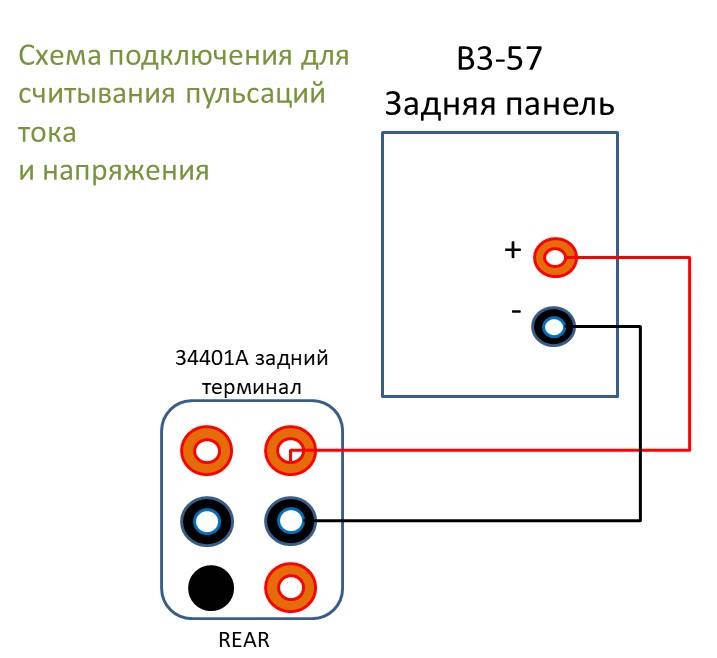 Схема подключения для
считывания пульсаций
тока
и напряжения
В3-57
Задняя панель
+
-
34401А задний
терминал
REAR